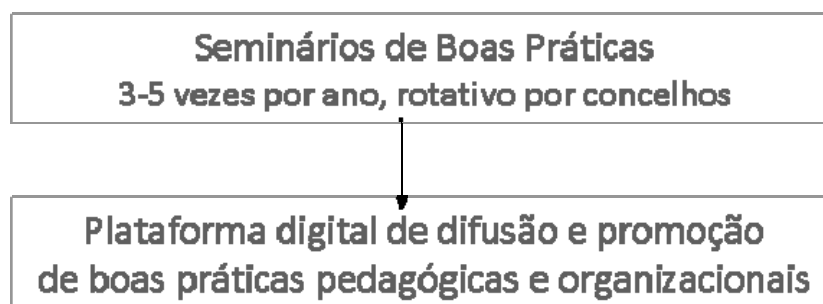 Seminários de Boas Práticas
3-5 vezes por ano, rotativo por concelhos
Plataforma digital de difusão e promoção
de boas práticas pedagógicas e organizacionais